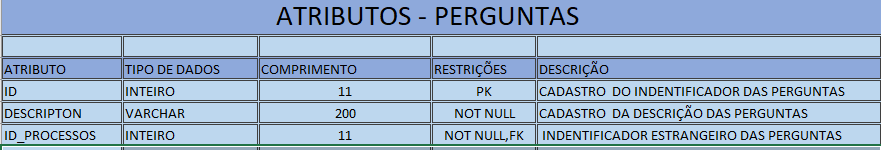 ATRIBUTOS - PERGUNTAS
ATRIBUTO TIPO DE DADOS COMPRIMENTO RESTRIÇÕES DESCRIÇÃO
ID INTEIRO 11 PK CADASTRO DO INDENTIFICADOR DAS PERGUNTAS
DESCRIPTON VARCHAR 200 NOT NULL CADASTRO DA DESCRIÇÃO DAS PERGUNTAS
ID_PROCESSOS INTEIRO 11 NOT NULL,FK INDENTIFICADOR ESTRANGEIRO DAS PERGUNTAS